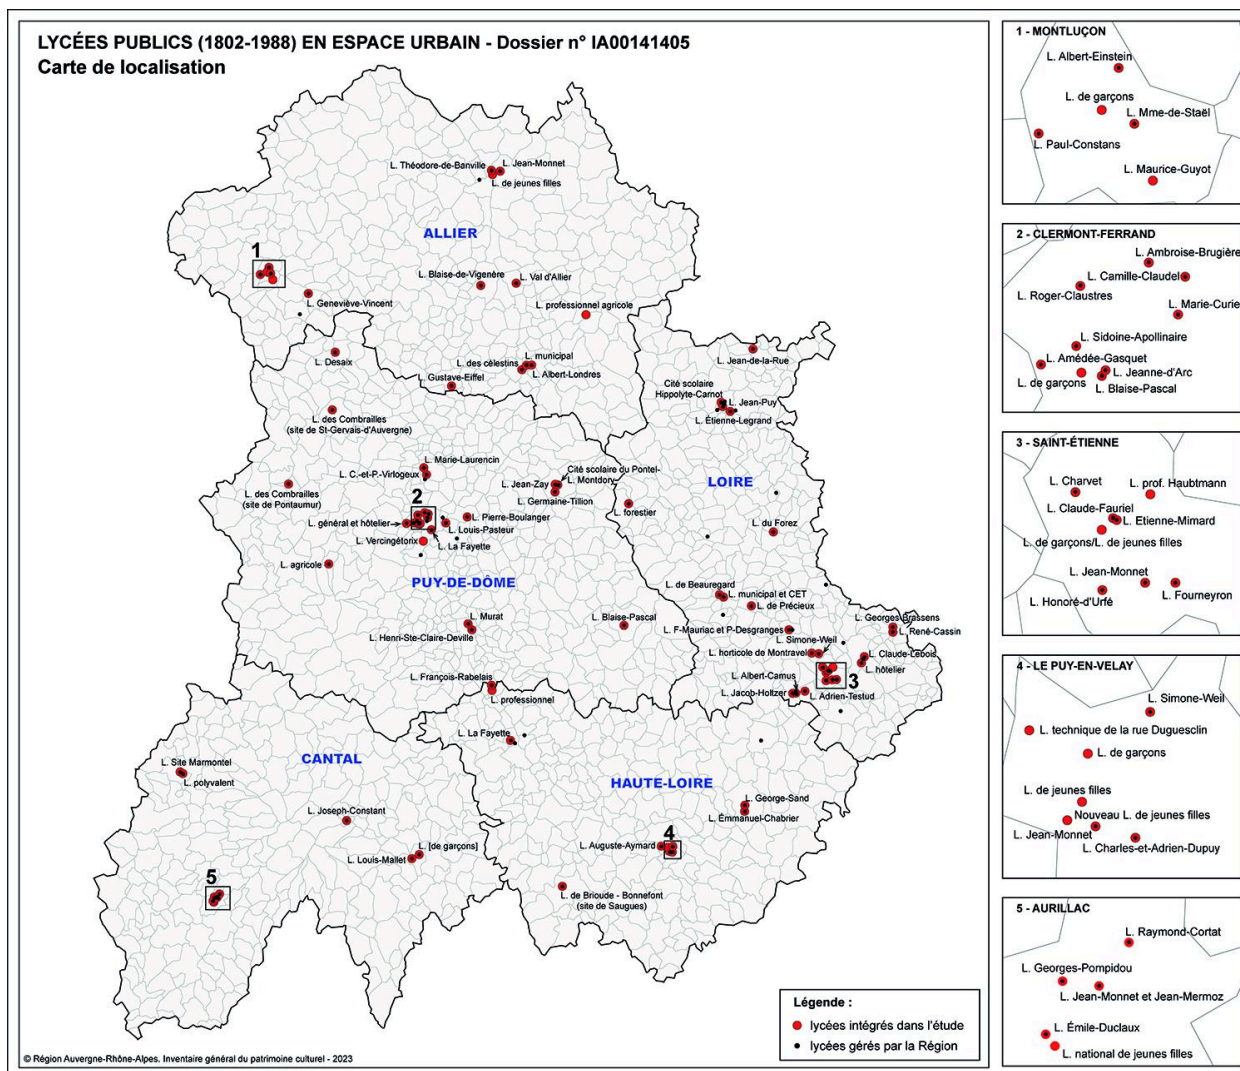 LYCÉES PUBLICS (1802-1988) EN ESPACE URBAIN - Dossier n° IA00141405
Carte de localisation
L. Théodore-de-Banville
L. Jean-Monnet
L. de jeunes filles
ALLIER
1
L. Blaise-de-Vigenère
L. Val d'Allier
L. Geneviève-Vincent
L. professionnel agricole
L. Desaix
L. des célestins
L. municipal
L. Albert-Londres
L. Gustave-Eiffel
L. Jean-de-la-Rue
Cité scolaire
Hippolyte-Carnot
L. Jean-Puy
L. Étienne-Legrand
L. des Combrailles
(site de St-Gervais-d'Auvergne)
L. Marie-Laurencin
L. C.-et-P.-Virlogeux
L. des Combrailles
(site de Pontaumur)
2
Cité scolaire du Pontel-
L. Jean-Zay
L. Montdory
L. Germaine-Tillion
LOIRE
L. forestier
L. général et hôtelier
L. Pierre-Boulanger
L. Louis-Pasteur
L. La Fayette
L. Vercingétorix
L. du Forez
L. agricole
PUY-DE-DÔME
L. de Beauregard
L. municipal et CET
L. de Précieux
L. Murat
L. Henri-Ste-Claire-Deville
L. Blaise-Pascal
L. F-Mauriac et P-Desgranges
L. Georges-Brassens
L. René-Cassin
L. Simone-Weil
L. horticole de Montravel
L. Claude-Lebois
L. hôtelier
L. Albert-Camus
3
L. Jacob-Holtzer
L. Adrien-Testud
L. François-Rabelais
L. professionnel
L. La Fayette
CANTAL
L. Site Marmontel
L. polyvalent
HAUTE-LOIRE
L. George-Sand
L. Émmanuel-Chabrier
L. Joseph-Constant
L. [de garçons]
L. Louis-Mallet
L. Auguste-Aymard
4
5
L. de Brioude - Bonnefont
(site de Saugues)
Légende :
lycées intégrés dans l'étude
lycées gérés par la Région
© Région Auvergne-Rhône-Alpes. Inventaire général du patrimoine culturel - 2023
1 - MONTLUÇON
L. Albert-Einstein
L. de garçons
L. Mme-de-Staël
L. Paul-Constans
L. Maurice-Guyot
2 - CLERMONT-FERRAND
L. Ambroise-Brugière
L. Camille-Claudel
L. Roger-Claustres
L. Marie-Curie
L. Sidoine-Apollinaire
L. Amédée-Gasquet
L. Jeanne-d'Arc
L. de garçons
L. Blaise-Pascal
3 - SAINT-ÉTIENNE
L. Charvet
L. prof. Haubtmann
L. Claude-Fauriel
L. Etienne-Mimard
L. de garçons/L. de jeunes filles
L. Jean-Monnet
L. Honoré-d'Urfé
L. Fourneyron
4 - LE PUY-EN-VELAY
L. Simone-Weil
L. technique de la rue Duguesclin
L. de garçons
L. de jeunes filles
Nouveau L. de jeunes filles
L. Jean-Monnet
L. Charles-et-Adrien-Dupuy
5 - AURILLAC
L. Raymond-Cortat
L. Georges-Pompidou
L. Jean-Monnet et Jean-Mermoz
L. Émile-Duclaux
L. national de jeunes filles